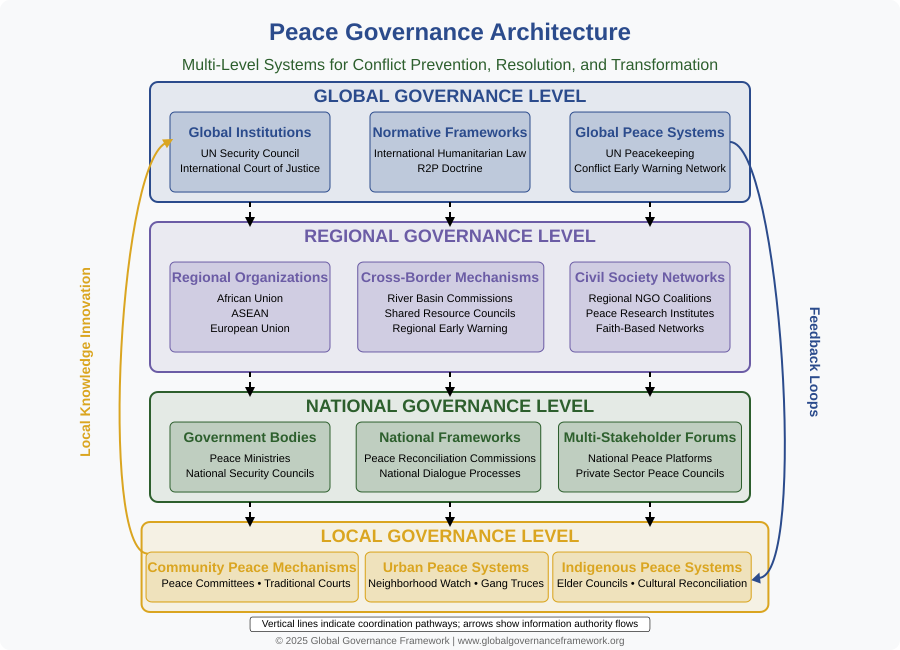 Peace Governance Architecture
Multi-Level Systems for Conflict Prevention, Resolution, and Transformation
GLOBAL GOVERNANCE LEVEL
Global Institutions
UN Security Council
International Court of Justice
Normative Frameworks
International Humanitarian Law
R2P Doctrine
Global Peace Systems
UN Peacekeeping
Conflict Early Warning Network
REGIONAL GOVERNANCE LEVEL
Regional Organizations
African Union
ASEAN
European Union
Cross-Border Mechanisms
River Basin Commissions
Shared Resource Councils
Regional Early Warning
Civil Society Networks
Regional NGO Coalitions
Peace Research Institutes
Faith-Based Networks
NATIONAL GOVERNANCE LEVEL
Government Bodies
Peace Ministries
National Security Councils
National Frameworks
Peace Reconciliation Commissions
National Dialogue Processes
Multi-Stakeholder Forums
National Peace Platforms
Private Sector Peace Councils
LOCAL GOVERNANCE LEVEL
Community Peace Mechanisms
Peace Committees • Traditional Courts
Urban Peace Systems
Neighborhood Watch • Gang Truces
Indigenous Peace Systems
Elder Councils • Cultural Reconciliation
Local Knowledge Innovation
Feedback Loops
Vertical lines indicate coordination pathways; arrows show information authority flows
© 2025 Global Governance Framework | www.globalgovernanceframework.org